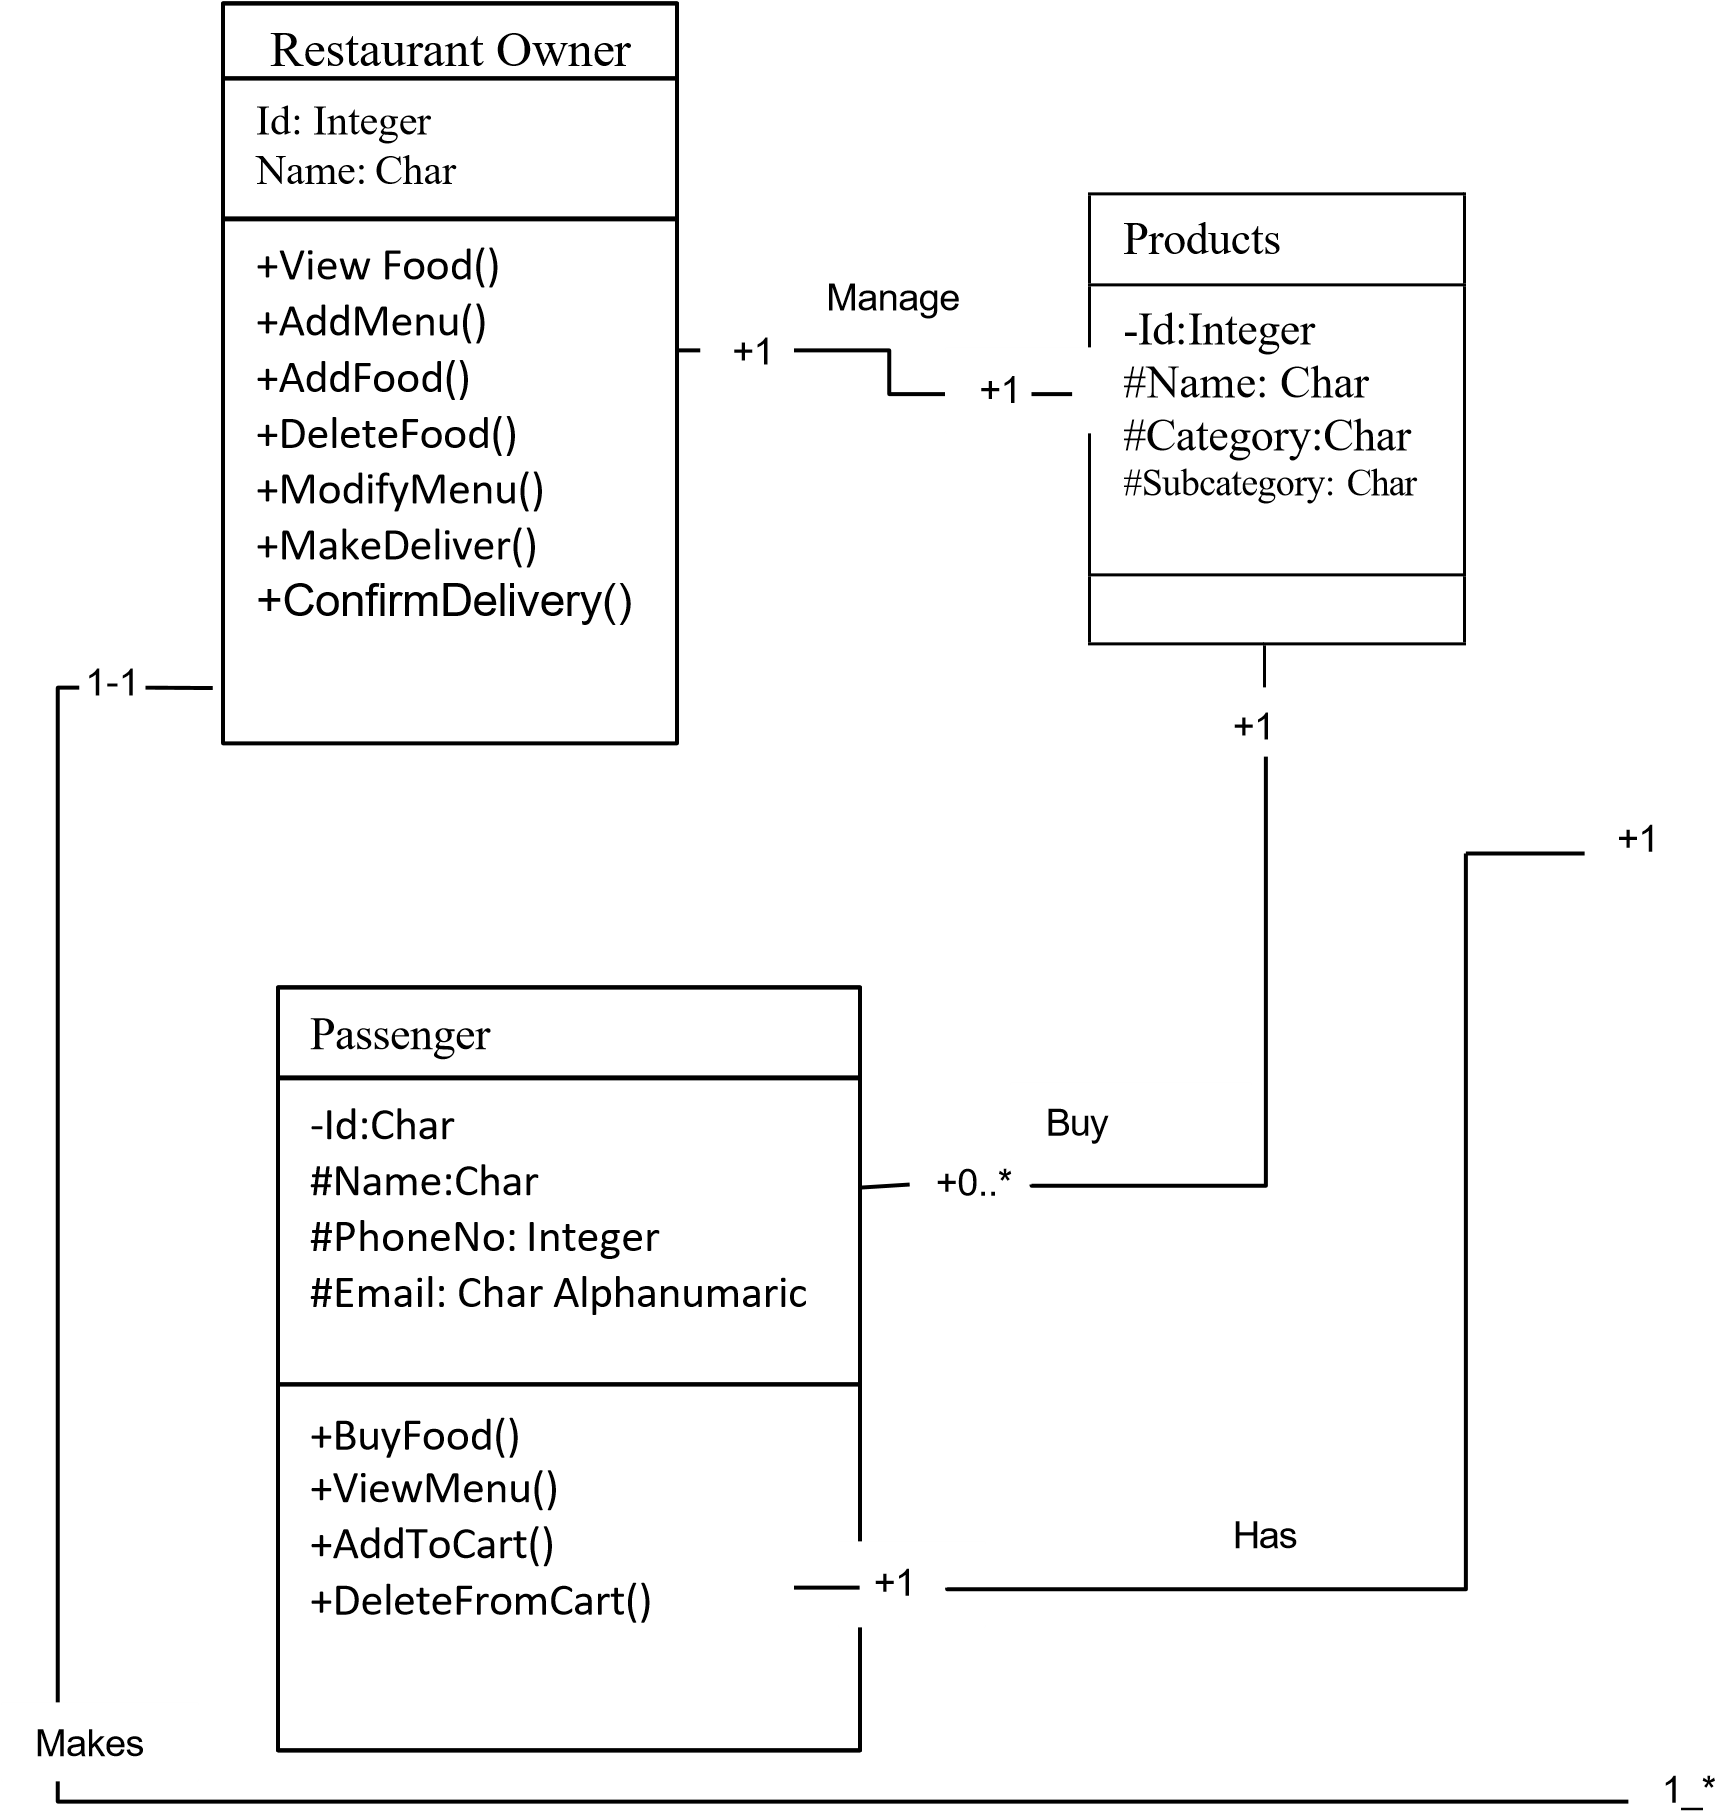 Restaurant Owner
Id: Integer
Name: Char
+View Food()
+AddMenu()
+AddFood()
+DeleteFood()
+ModifyMenu()
+MakeDeliver()
+ConfirmDelivery()
Manage
+1
+1
Products
-Id:Integer
#Name: Char
#Category:Char
#Subcategory: Char
1-1
+1
+1
Passenger
-Id:Char
#Name:Char
#PhoneNo: Integer
#Email: Char Alphanumaric
Buy
+0..*
+BuyFood()
+ViewMenu()
+AddToCart()
+DeleteFromCart()
+1
Has
Makes
1_*